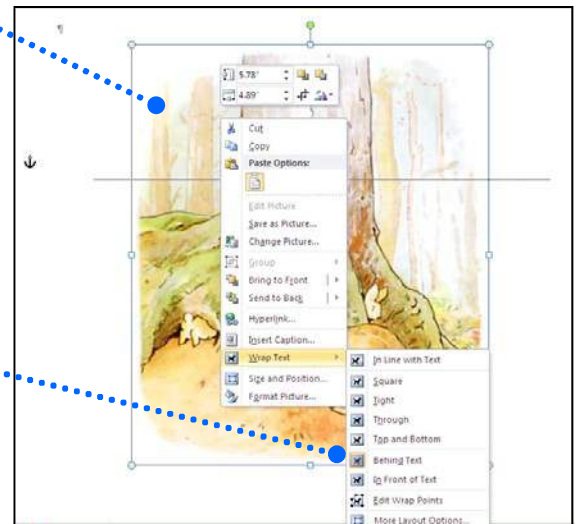 ¶
5.78"
4.89"
Cut
Copy
Paste Options:
Edit Picture
Save as Picture...
Change Picture...
Group
Bring to Front
Send to Back
Hyperlink...
Insert Caption...
Wrap Text
Size and Position...
Format Picture...
In Line with Text
Square
Tight
Through
Top and Bottom
Behind Text
In Front of Text
Edit Wrap Points
More Layout Options...